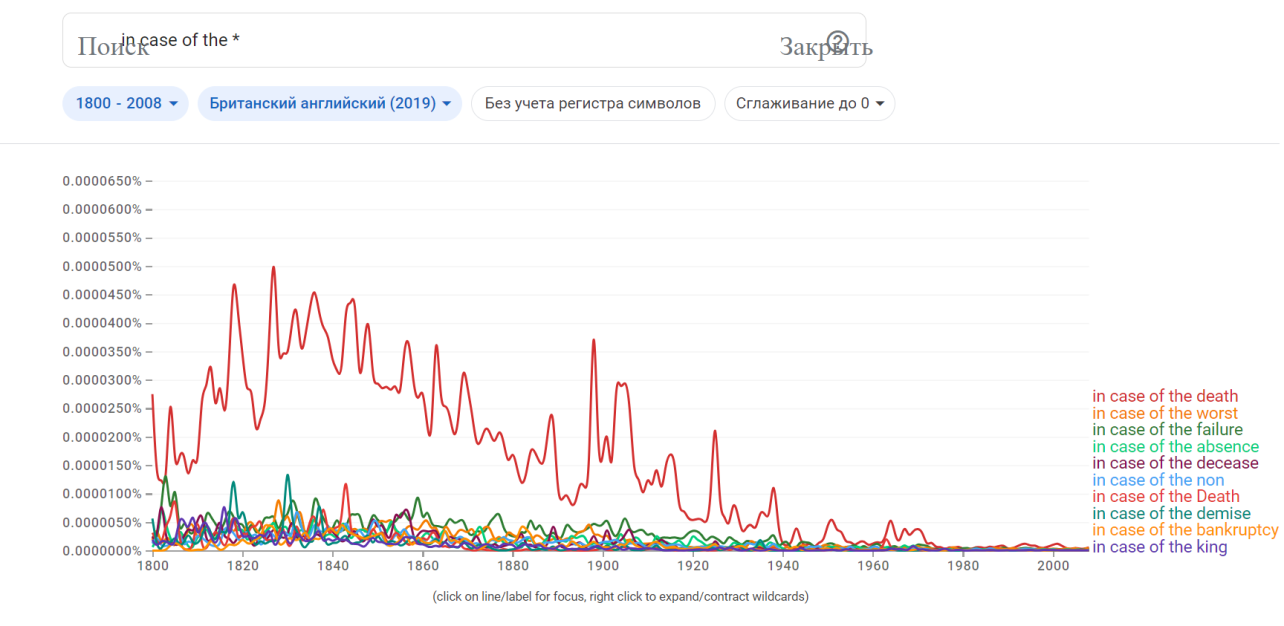 in case of the *
Поиск
Закрыть
1800 - 2008
Британский английский (2019)
Без учета регистра символов
Сглаживание до 0
0.0000650%
0.0000600%
0.0000550%
0.0000500%
0.0000450%
0.0000400%
0.0000350%
0.0000300%
0.0000250%
0.0000200%
0.0000150%
0.0000100%
0.0000050%
0.0000000%
1800 1820 1840 1860 1880 1900 1920 1940 1960 1980 2000
in case of the death
in case of the worst
in case of the failure
in case of the absence
in case of the decease
in case of the non
in case of the Death
in case of the demise
in case of the bankruptcy
in case of the king
(click on line/label for focus, right click to expand/contract wildcards)